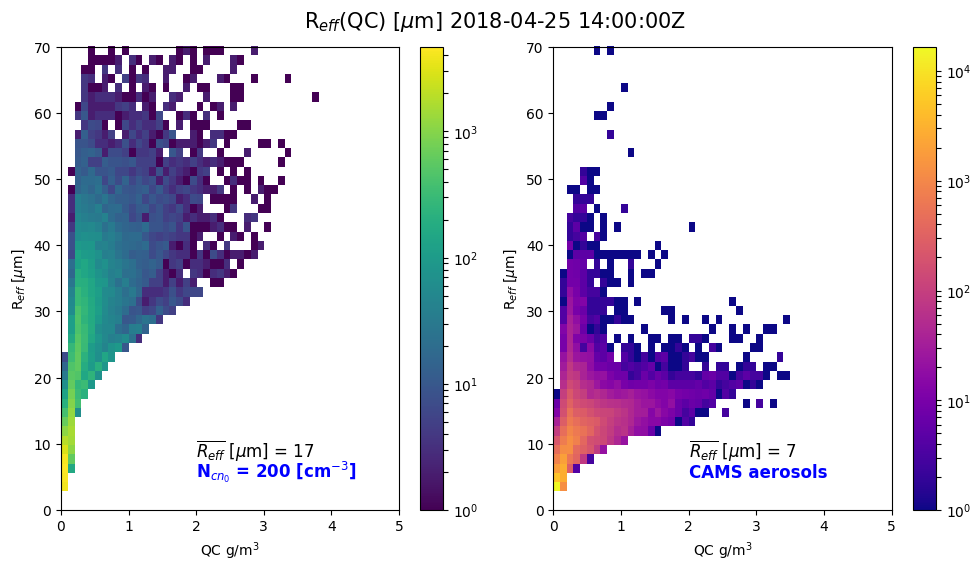 R_eff(QC) [μm] 2018-04-25 14:00:00Z
70
60
50
40
30
20
10
0
R_eff [μm]
0 1 2 3 4 5
QC g/m³
R_eff [μm] = 17
N_cn₀ = 200 [cm⁻³]
10³
10²
10¹
10⁰
70
60
50
40
30
20
10
0
R_eff [μm]
0 1 2 3 4 5
QC g/m³
R_eff [μm] = 7
CAMS aerosols
10⁴
10³
10²
10¹
10⁰